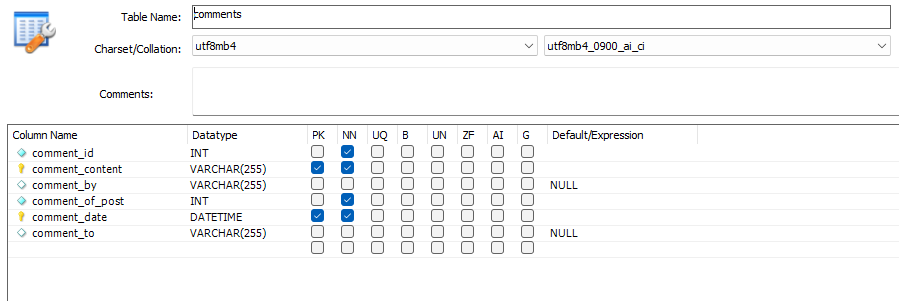 Table Name: comments
Charset/Collation: utf8mb4 utf8mb4_0900_ai_ci
Comments:
Column Name Datatype PK NN UQ B UN ZF AI G Default/Expression
comment_id INT
comment_content VARCHAR(255)
comment_by VARCHAR(255) NULL
comment_of_post INT
comment_date DATETIME
comment_to VARCHAR(255) NULL